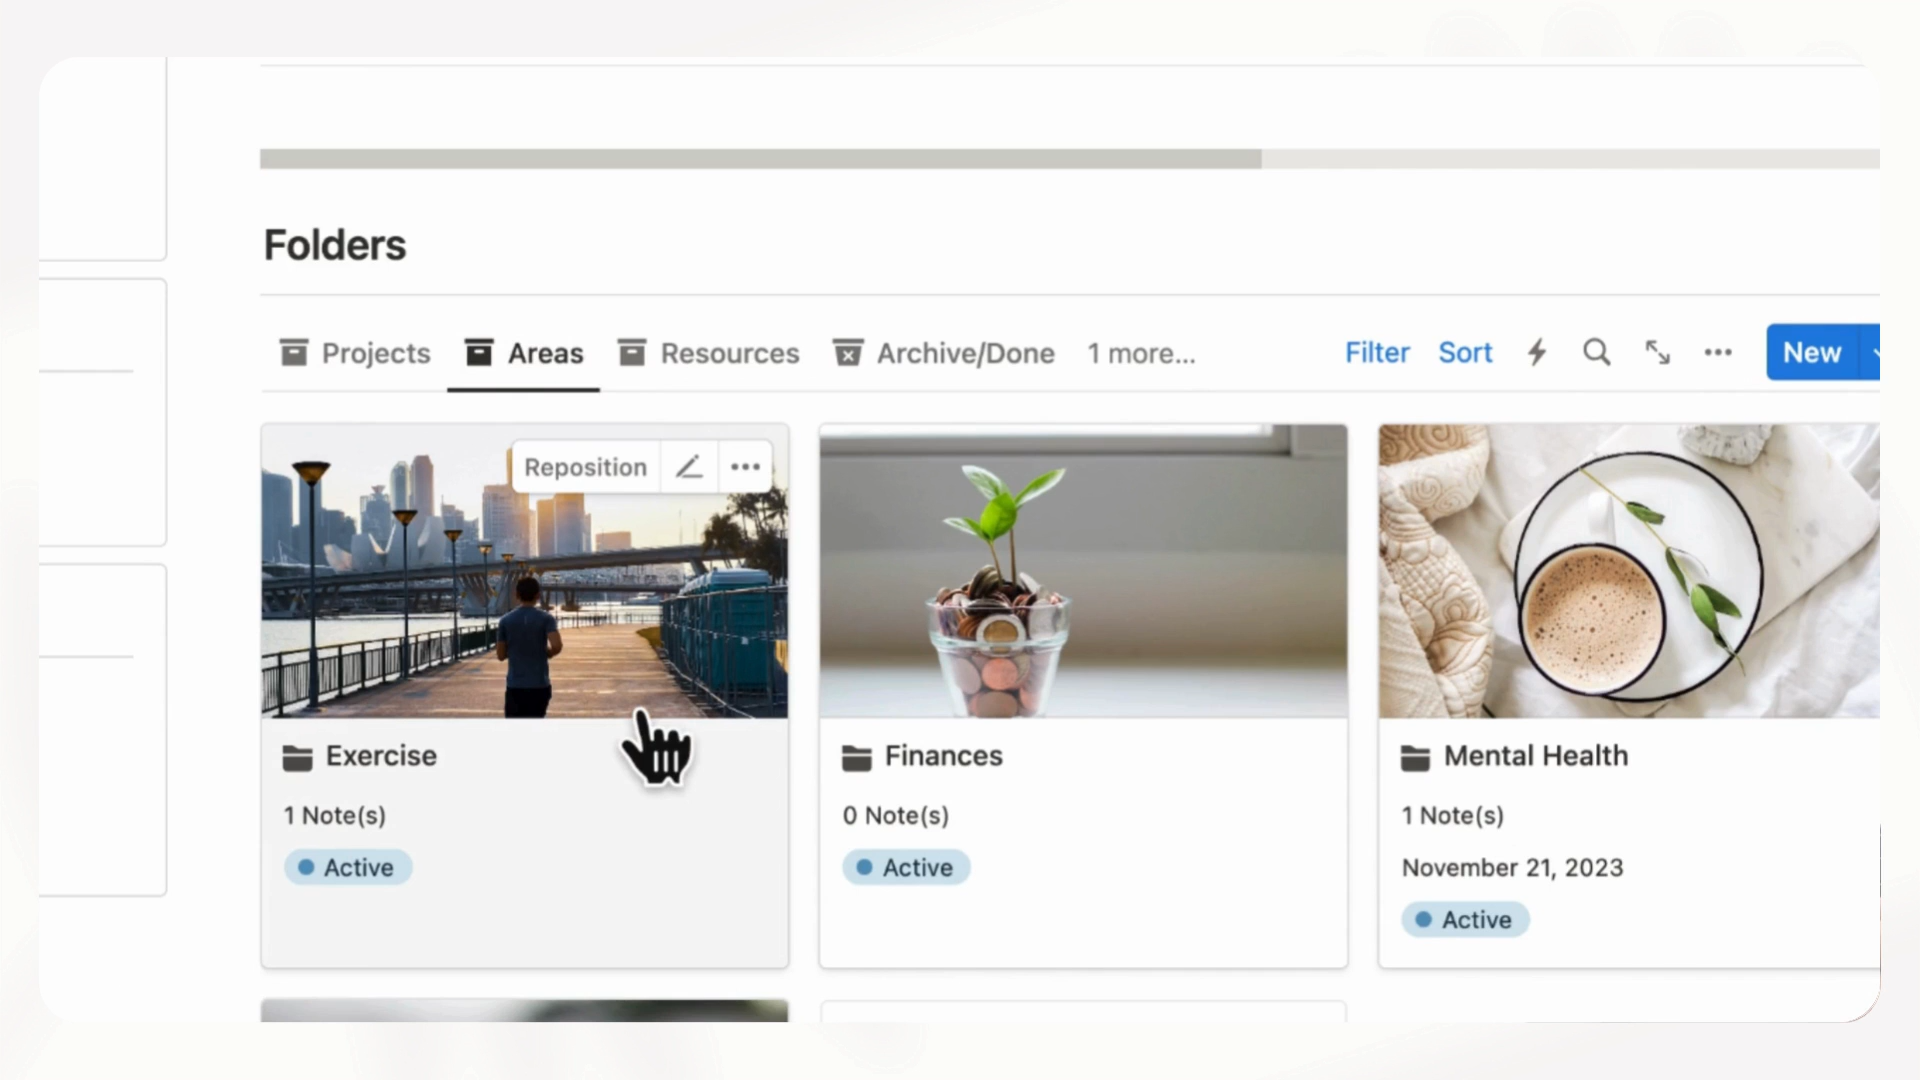 Folders
Projects Areas Resources Archive/Done 1 more... Filter Sort New
Reposition
Exercise
1 Note(s)
Active
Finances
0 Note(s)
Active
Mental Health
1 Note(s)
November 21, 2023
Active